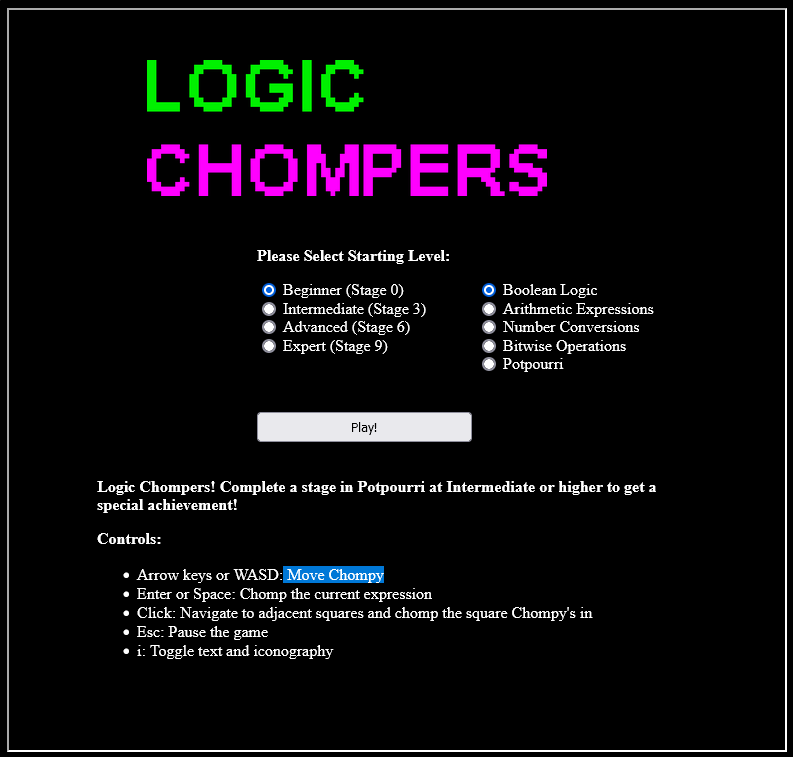 LOGIC
CHOMPERS
Please Select Starting Level:
Beginner (Stage 0)
Intermediate (Stage 3)
Advanced (Stage 6)
Expert (Stage 9)
Boolean Logic
Arithmetic Expressions
Number Conversions
Bitwise Operations
Potpourri
Play!
Logic Chompers! Complete a stage in Potpourri at Intermediate or higher to get a
special achievement!
Controls:
Arrow keys or WASD: Move Chompy
Enter or Space: Chomp the current expression
Click: Navigate to adjacent squares and chomp the square Chompy's in
Esc: Pause the game
i: Toggle text and iconography